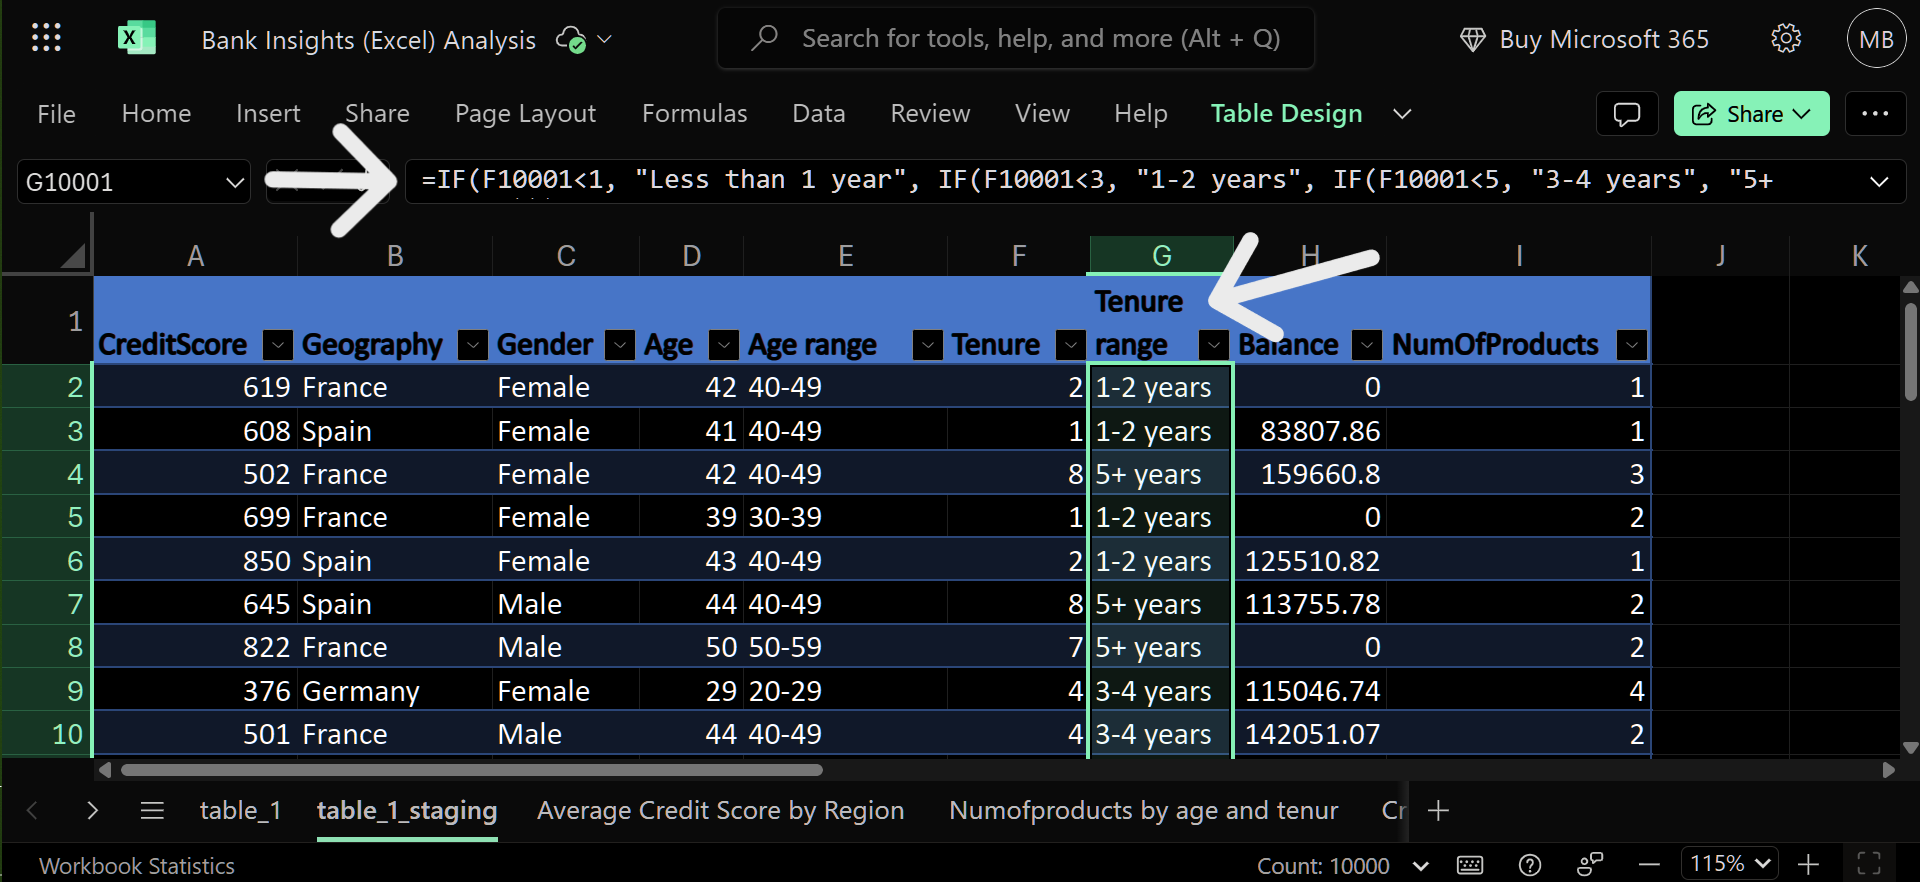 Bank Insights (Excel) Analysis
Search for tools, help, and more (Alt + Q)
Buy Microsoft 365
MB
File Home Insert Share Page Layout Formulas Data Review View Help Table Design
Share
G10001
=IF(F10001<1, "Less than 1 year", IF(F10001<3, "1-2 years", IF(F10001<5, "3-4 years", "5+
A B C D E F G H I J K
1 CreditScore Geography Gender Age Age range Tenure Tenure range Balance NumOfProducts
2 619 France Female 42 40-49 2 1-2 years 0 1
3 608 Spain Female 41 40-49 1 1-2 years 83807.86 1
4 502 France Female 42 40-49 8 5+ years 159660.8 3
5 699 France Female 39 30-39 1 1-2 years 0 2
6 850 Spain Female 43 40-49 2 1-2 years 125510.82 1
7 645 Spain Male 44 40-49 8 5+ years 113755.78 2
8 822 France Male 50 50-59 7 5+ years 0 2
9 376 Germany Female 29 20-29 4 3-4 years 115046.74 4
10 501 France Male 44 40-49 4 3-4 years 142051.07 2
table_1 table_1_staging Average Credit Score by Region Numofproducts by age and tenur Cr
Workbook Statistics Count: 10000 115%